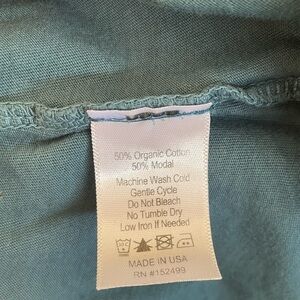 50% Organic Cotton
50% Modal
Machine Wash Cold
Gentle Cycle
Do Not Bleach
No Tumble Dry
Low Iron If Needed
MADE IN USA
RN #152499